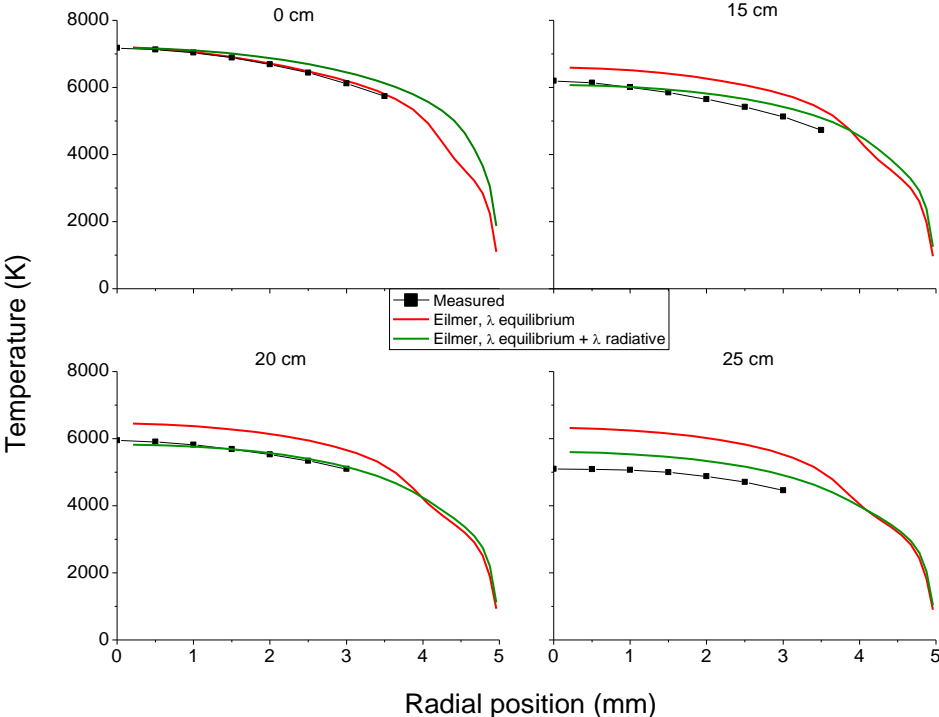 0 cm
15 cm
8000
6000
4000
2000
0
Measured
Eilmer, λ equilibrium
Eilmer, λ equilibrium + λ radiative
20 cm
25 cm
8000
6000
4000
2000
0
0 1 2 3 4 5
0 1 2 3 4 5
Temperature (K)
Radial position (mm)